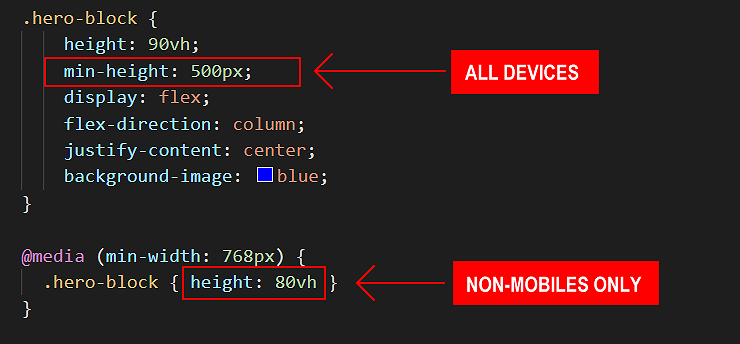 .hero-block {
height: 90vh;
min-height: 500px;
ALL DEVICES
display: flex;
flex-direction: column;
justify-content: center;
background-image: blue;
}
@media (min-width: 768px) {
.hero-block { height: 80vh }
NON-MOBILES ONLY
}